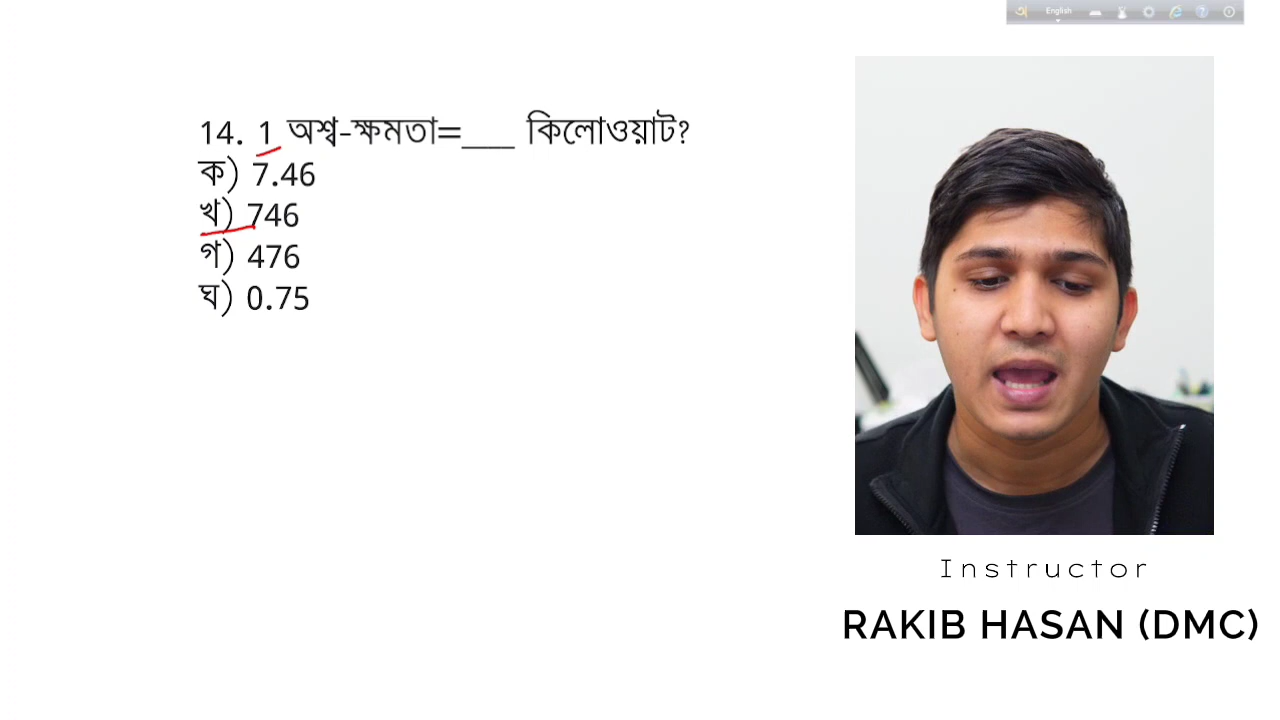 English
14. 1 অশ্ব-ক্ষমতা=___ কিলোওয়াট?
ক) 7.46
খ) 746
গ) 476
ঘ) 0.75
Instructor
RAKIB HASAN (DMC)